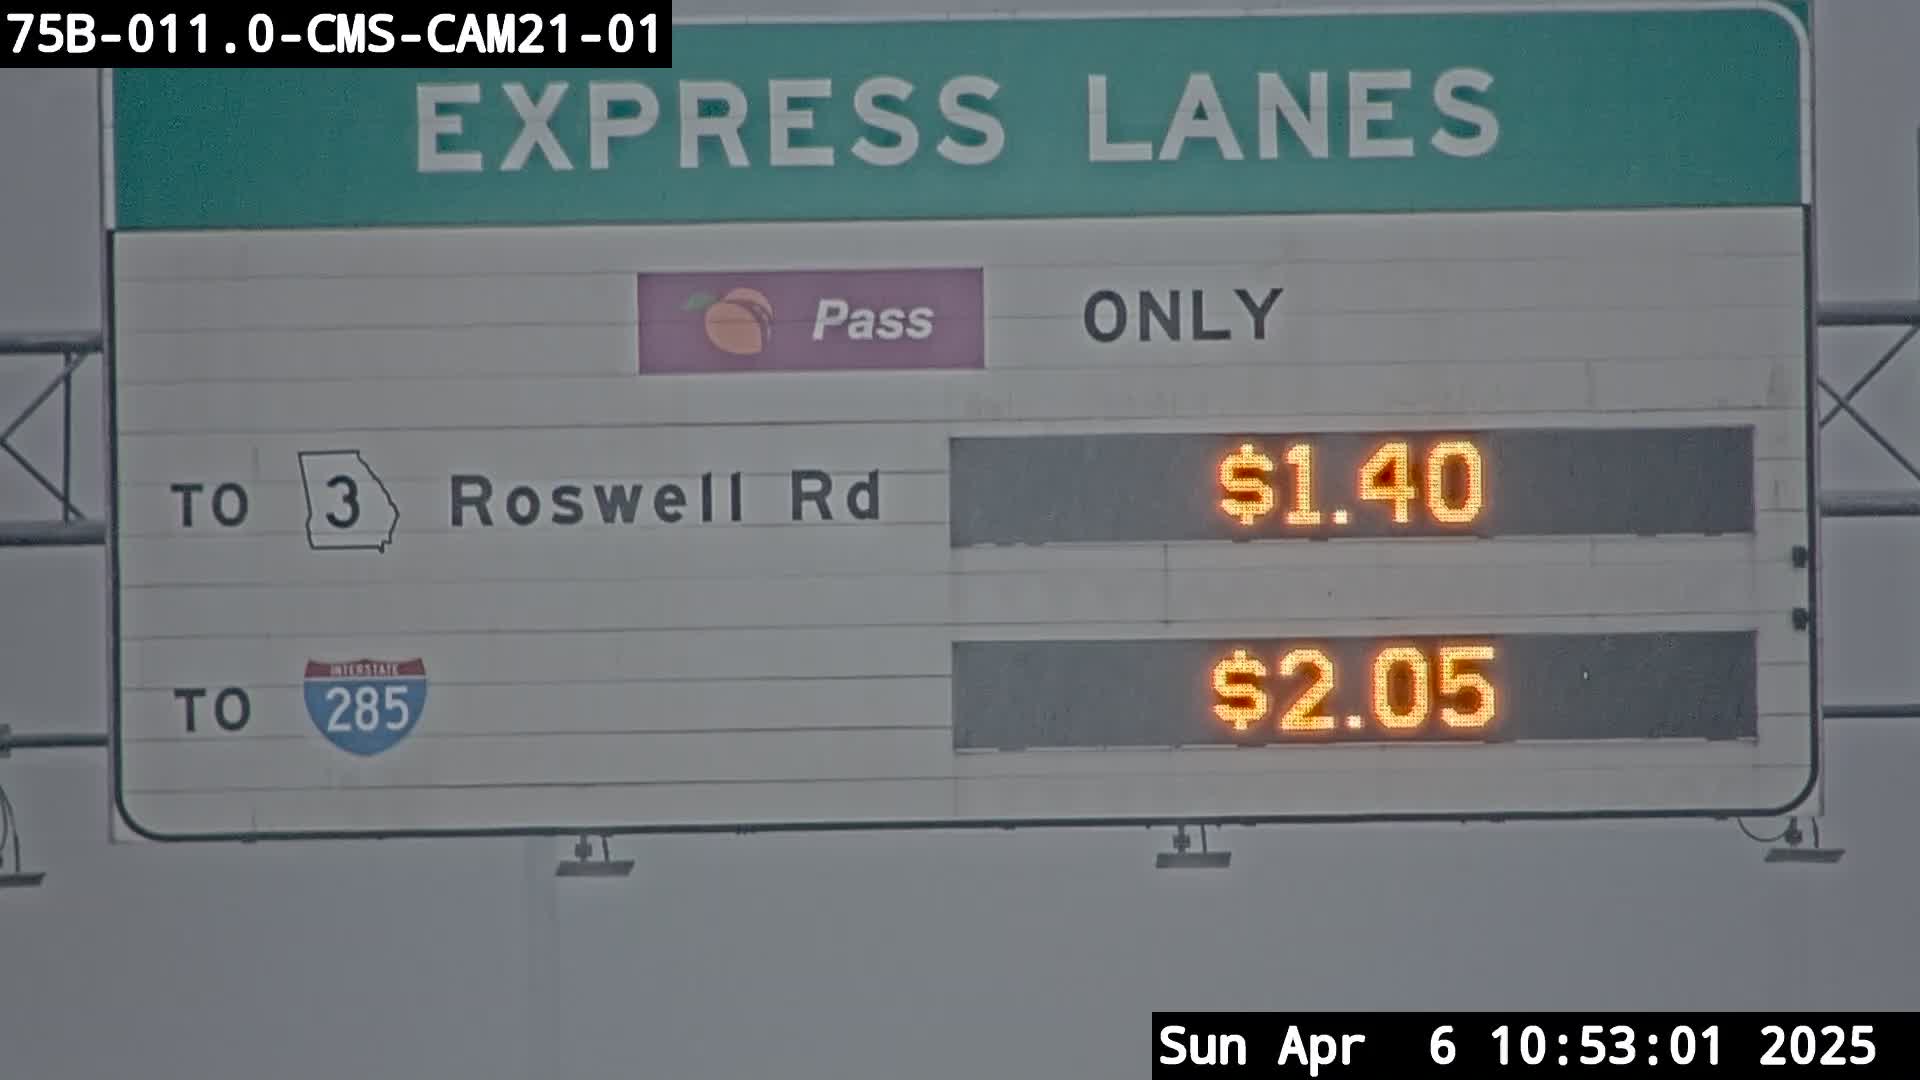 75B-011.0-CMS-CAM21-01
EXPRESS LANES
Pass ONLY
TO 3 Roswell Rd $1.40
INTERSTATE
TO 285 $2.05
Sun Apr 6 10:53:01 2025